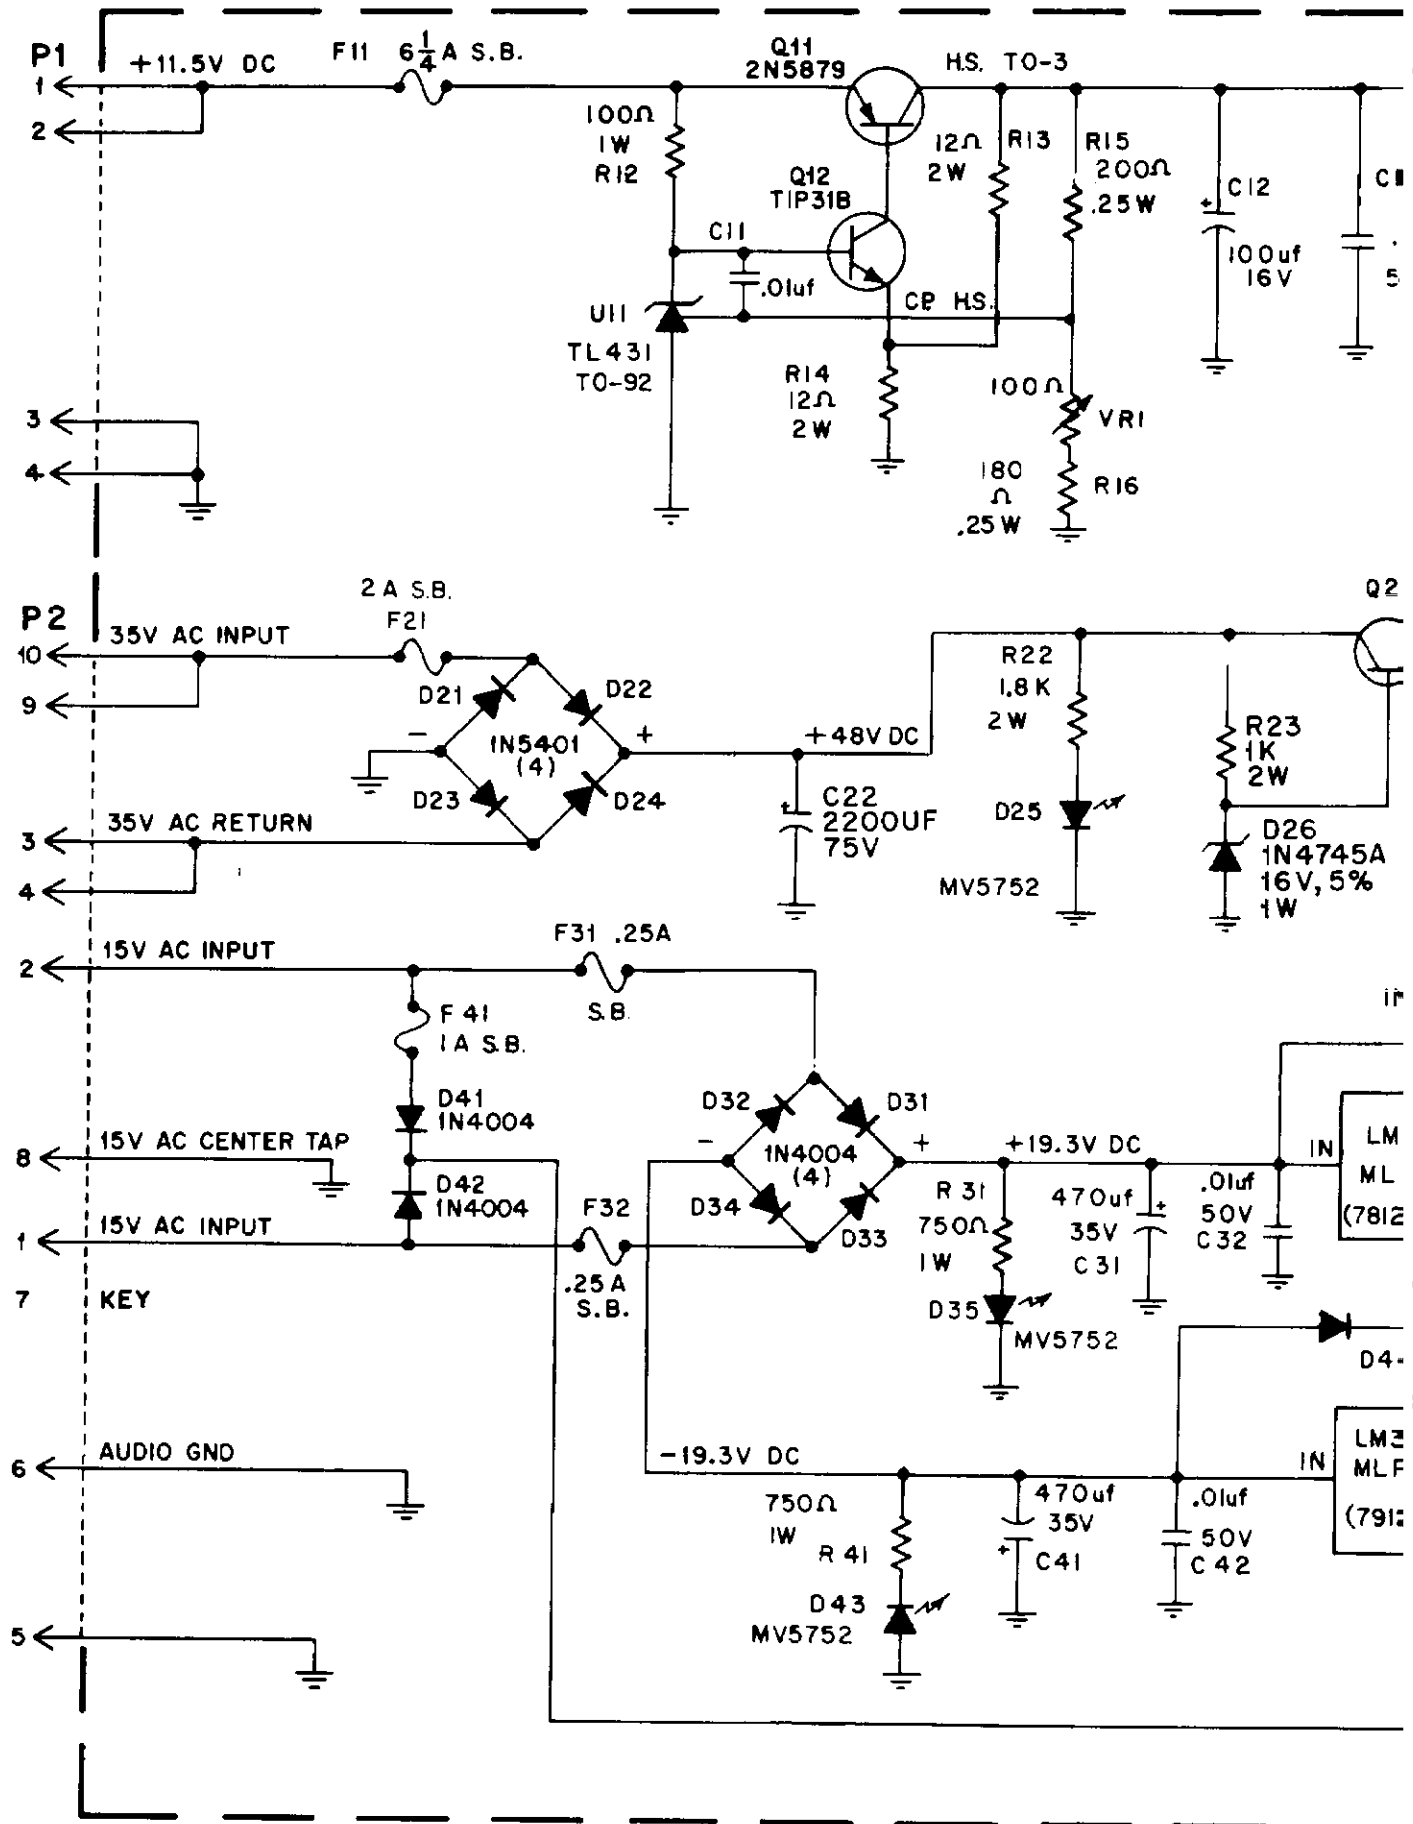 P1
+11.5V DC
F11 6 1/4 A S.B.
Q11
2N5879
H.S. TO-3
1
2
100Ω
1W
R12
12Ω
2W
R13
R15
200Ω
.25W
Q12
TIP31B
C12
100uf
16V
C11
.01uf
CP. H.S.
U11
TL431
TO-92
R14
12Ω
2W
100Ω
VR1
3
4
180
Ω
.25W
R16
P2
2A S.B.
F21
Q2
35V AC INPUT
10
9
D21
D22
1N5401
(4)
-
+
D23
D24
+48V DC
R22
1.8K
2W
R23
1K
2W
C22
2200UF
75V
+
D25
MV5752
D26
1N4745A
16V, 5%
1W
35V AC RETURN
3
4
15V AC INPUT
2
F31 .25A
S.B.
F41
1A S.B.
D41
1N4004
15V AC CENTER TAP
8
D42
1N4004
15V AC INPUT
1
F32
.25A
S.B.
D32
D31
-
1N4004
(4)
+
D34
D33
+19.3V DC
R31
750Ω
1W
470uf
35V
C31
+
.01uf
50V
C32
IN
LM
ML
(7812
D35
MV5752
7 KEY
D4
AUDIO GND
6
-19.3V DC
750Ω
1W
R41
470uf
35V
+
C41
.01uf
50V
C42
IN
LM3
(791
D43
MV5752
5